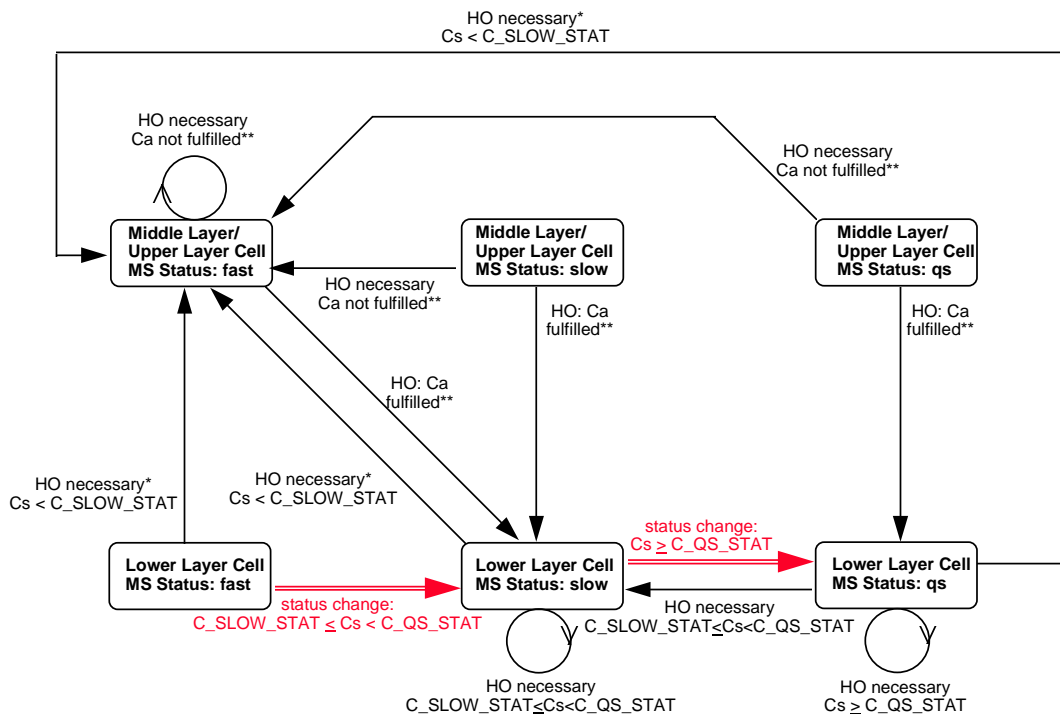 HO necessary*
Cs < C_SLOW_STAT
HO necessary
Ca not fulfilled**
HO necessary
Ca not fulfilled**
Middle Layer/
Upper Layer Cell
MS Status: fast
Middle Layer/
Upper Layer Cell
MS Status: slow
Middle Layer/
Upper Layer Cell
MS Status: qs
HO necessary
Ca not fulfilled**
HO: Ca
fulfilled**
HO: Ca
fulfilled**
HO: Ca
fulfilled**
HO necessary*
Cs < C_SLOW_STAT
HO necessary*
Cs < C_SLOW_STAT
status change:
Cs ≥ C_QS_STAT
Lower Layer Cell
MS Status: fast
Lower Layer Cell
MS Status: slow
Lower Layer Cell
MS Status: qs
status change:
C_SLOW_STAT ≤ Cs < C_QS_STAT
HO necessary
C_SLOW_STAT≤Cs<C_QS_STAT
HO necessary
C_SLOW_STAT≤Cs<C_QS_STAT
HO necessary
Cs ≥ C_QS_STAT